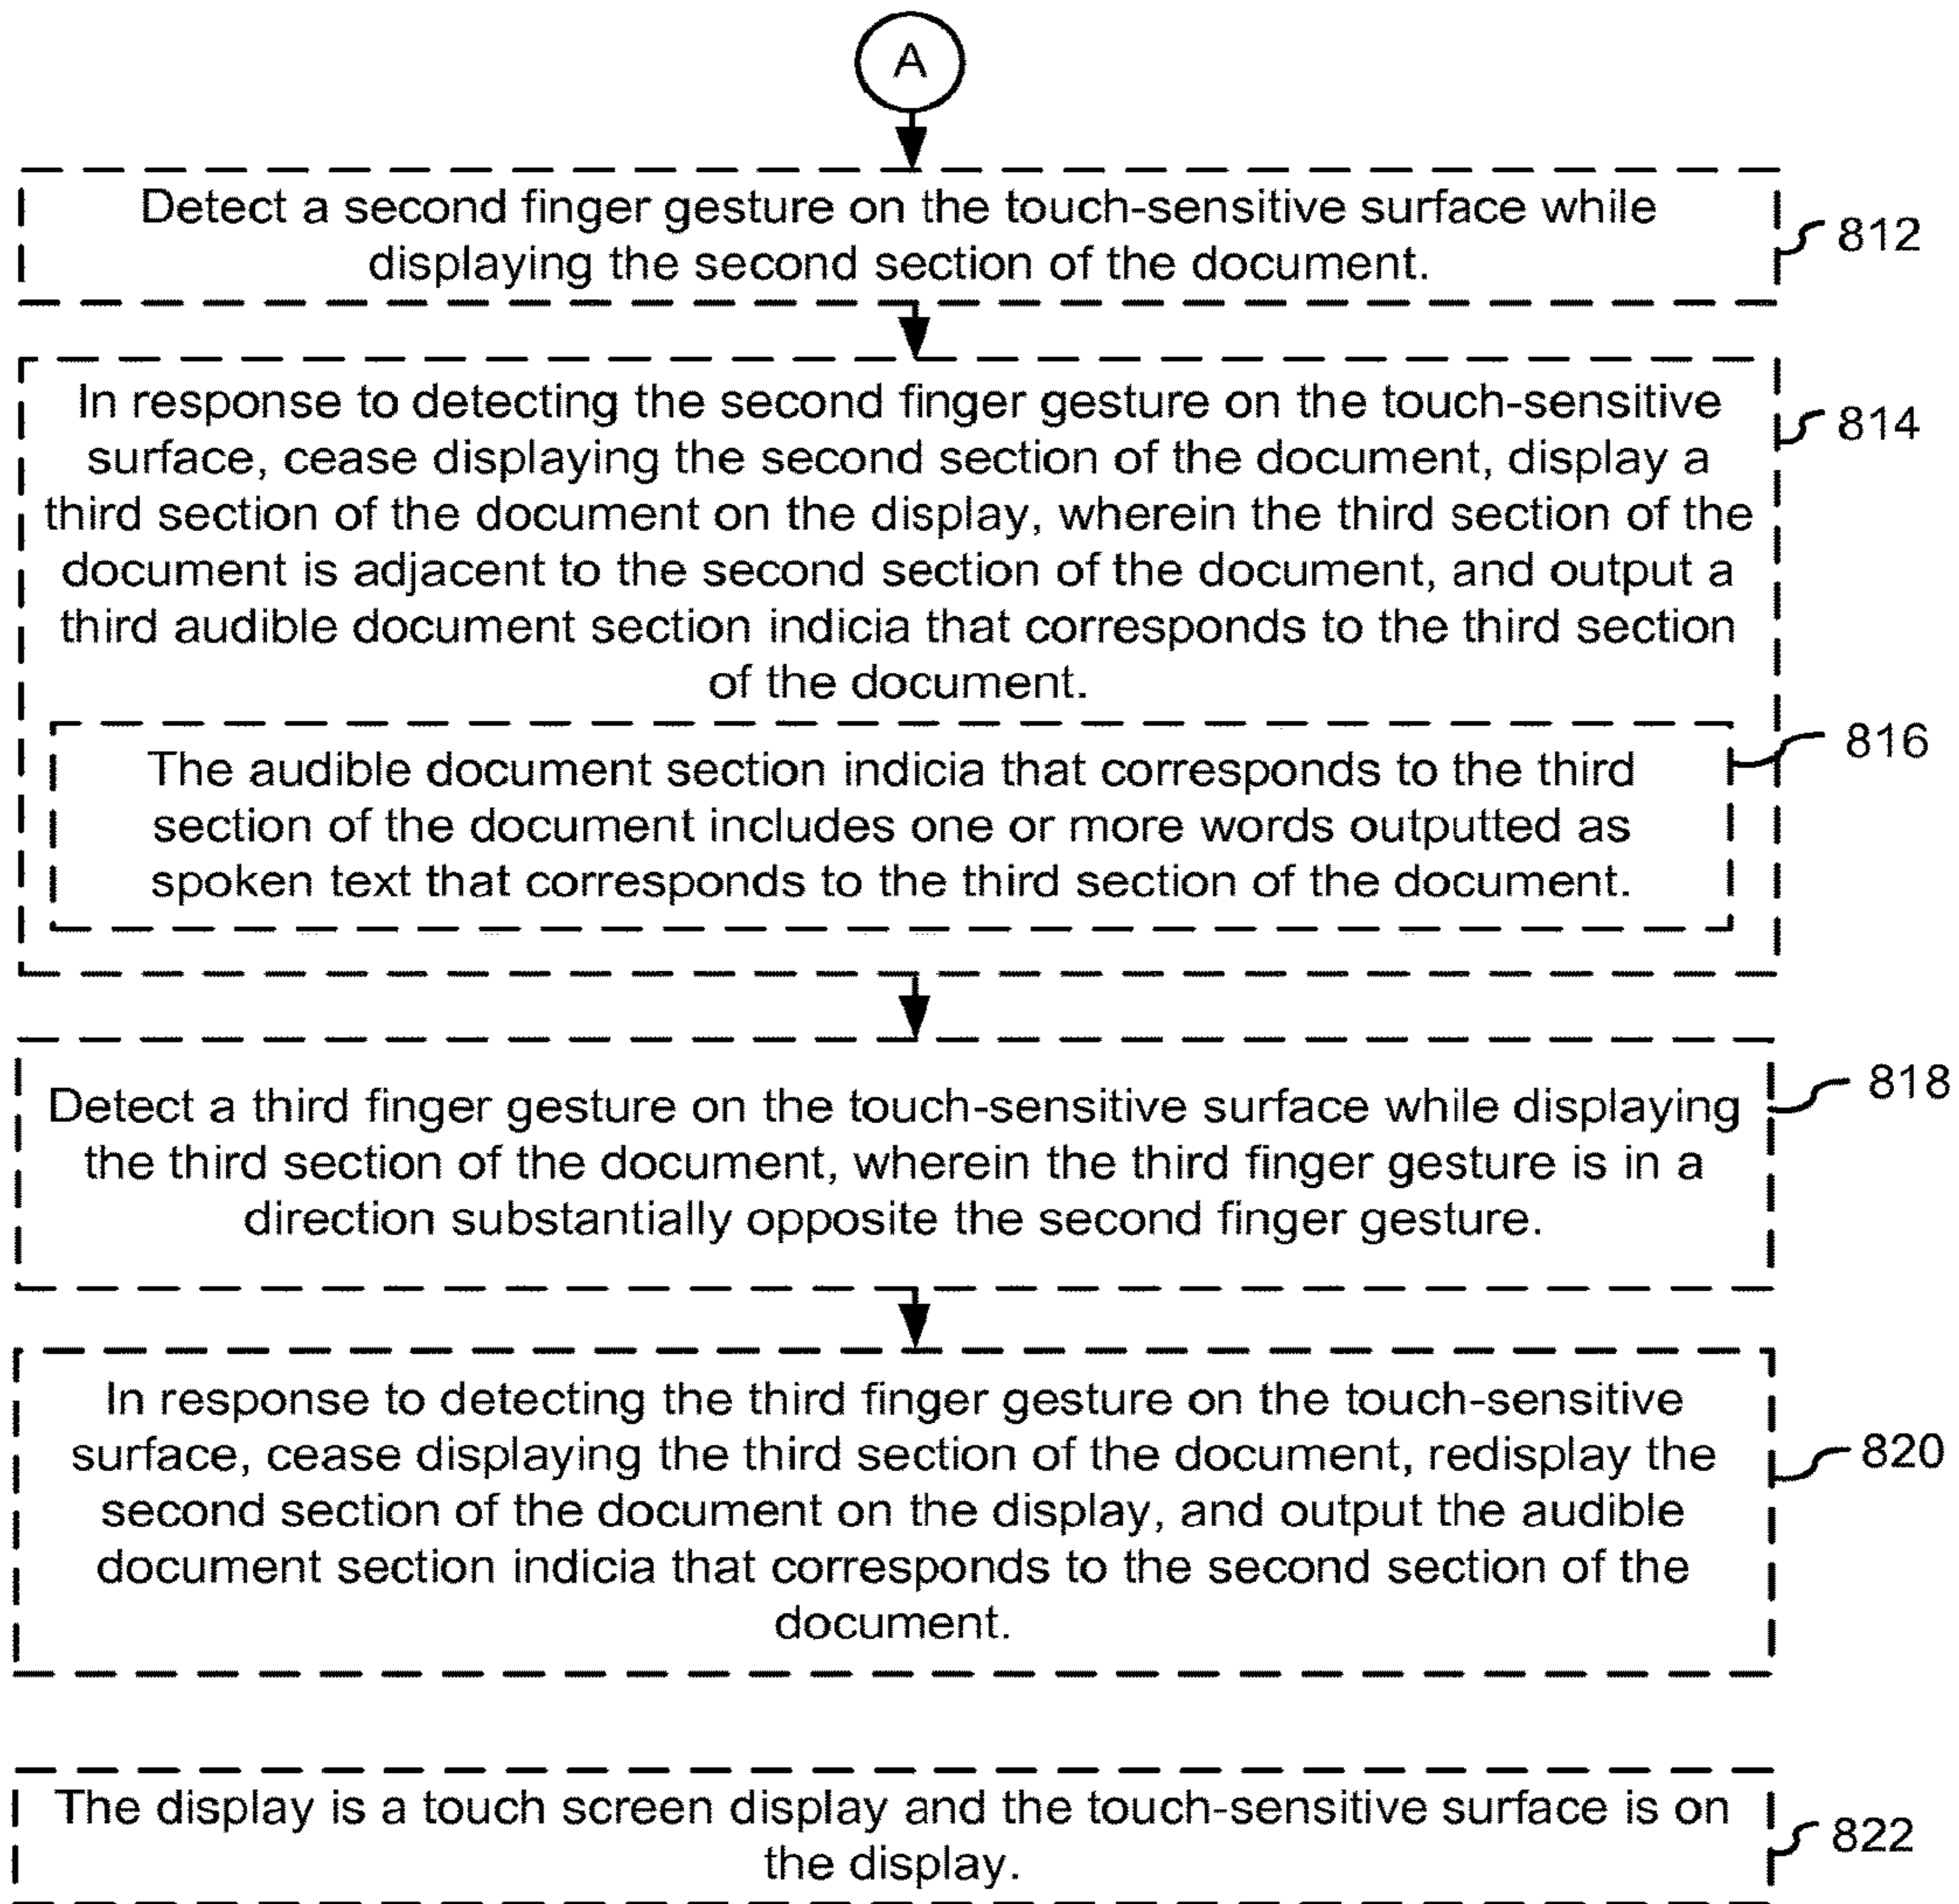 A
Detect a second finger gesture on the touch-sensitive surface while
displaying the second section of the document.
812
In response to detecting the second finger gesture on the touch-sensitive
surface, cease displaying the second section of the document, display a
third section of the document on the display, wherein the third section of the
document is adjacent to the second section of the document, and output a
third audible document section indicia that corresponds to the third section
of the document.
814
The audible document section indicia that corresponds to the third
section of the document includes one or more words outputted as
spoken text that corresponds to the third section of the document.
816
Detect a third finger gesture on the touch-sensitive surface while displaying
the third section of the document, wherein the third finger gesture is in a
direction substantially opposite the second finger gesture.
818
In response to detecting the third finger gesture on the touch-sensitive
surface, cease displaying the third section of the document, redisplay the
second section of the document on the display, and output the audible
document section indicia that corresponds to the second section of the
document.
820
The display is a touch screen display and the touch-sensitive surface is on
the display.
822